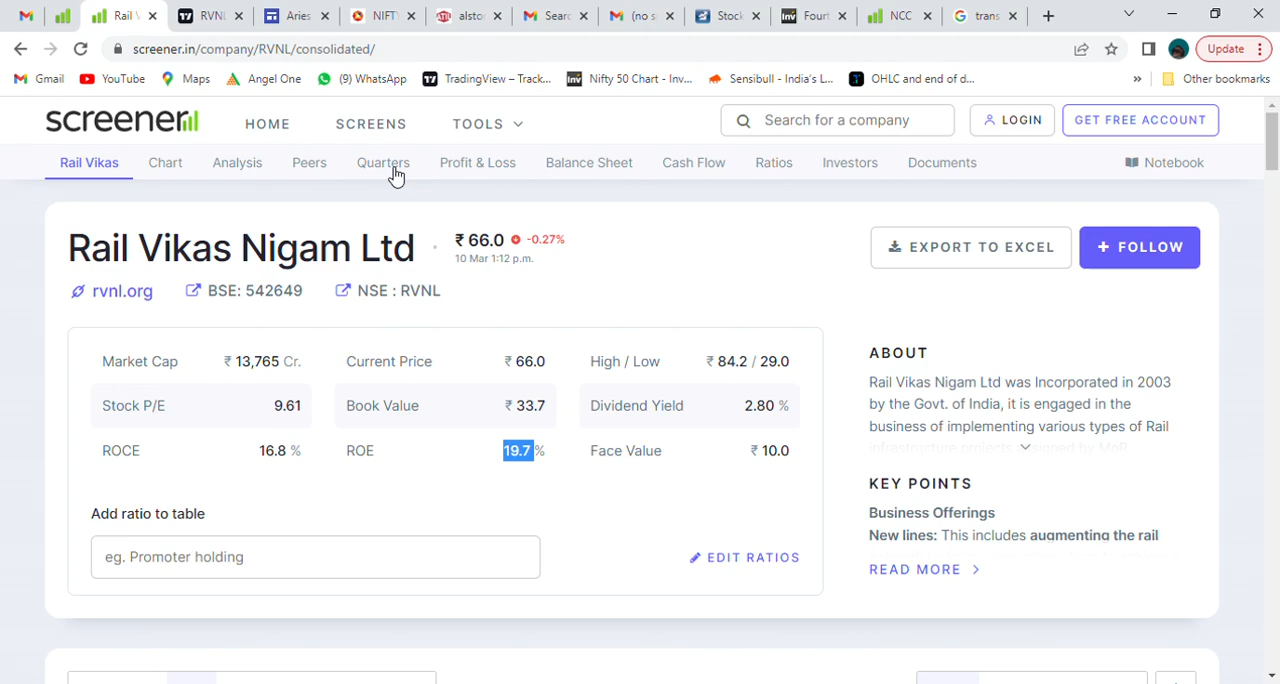 Rail V
RVNL
Aries
NIFTY
alsto
Searc
(no s
Stock
Fourt
NCC
trans
screener.in/company/RVNL/consolidated/
Update
Gmail
YouTube
Maps
Angel One
(9) WhatsApp
TradingView – Track...
Nifty 50 Chart - Inv...
Sensibull - India's L...
OHLC and end of d...
»
Other bookmarks
screener
HOME
SCREENS
TOOLS
Search for a company
LOGIN
GET FREE ACCOUNT
Rail Vikas
Chart
Analysis
Peers
Quarters
Profit & Loss
Balance Sheet
Cash Flow
Ratios
Investors
Documents
Notebook
Rail Vikas Nigam Ltd
₹ 66.0 -0.27%
10 Mar 1:12 p.m.
EXPORT TO EXCEL
+ FOLLOW
rvnl.org
BSE: 542649
NSE : RVNL
Market Cap ₹ 13,765 Cr.
Current Price ₹ 66.0
High / Low ₹ 84.2 / 29.0
Stock P/E 9.61
Book Value ₹ 33.7
Dividend Yield 2.80 %
ROCE 16.8 %
ROE 19.7 %
Face Value ₹ 10.0
Add ratio to table
eg. Promoter holding
EDIT RATIOS
ABOUT
Rail Vikas Nigam Ltd was Incorporated in 2003
by the Govt. of India, it is engaged in the
business of implementing various types of Rail
infrastructure projects assigned by MoR
KEY POINTS
Business Offerings
New lines: This includes augmenting the rail
READ MORE >